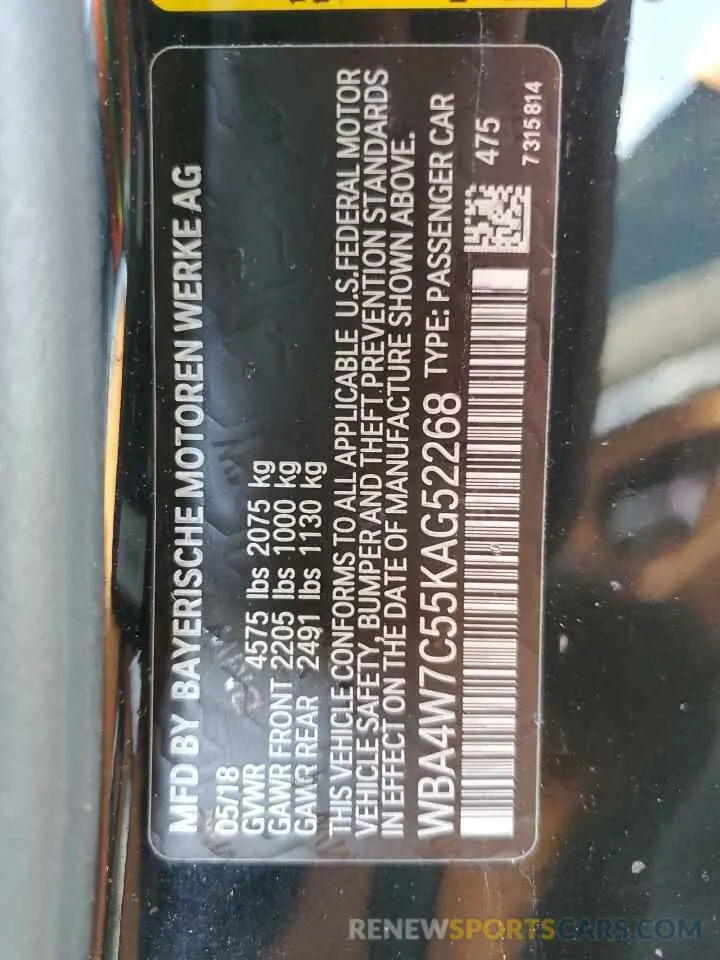 MFD BY BAYERISCHE MOTOREN WERKE AG
05/18
GVWR 4575 lbs 2075 kg
GAWR FRONT 2205 lbs 1000 kg
GAWR REAR 2491 lbs 1130 kg
THIS VEHICLE CONFORMS TO ALL APPLICABLE U.S.FEDERAL MOTOR
VEHICLE SAFETY, BUMPER AND THEFT.PREVENTION STANDARDS
IN EFFECT ON THE DATE OF MANUFACTURE SHOWN ABOVE.
WBA4W7C55KAG52268 TYPE: PASSENGER CAR
475
7315814
RENEWSPORTSCARS.COM